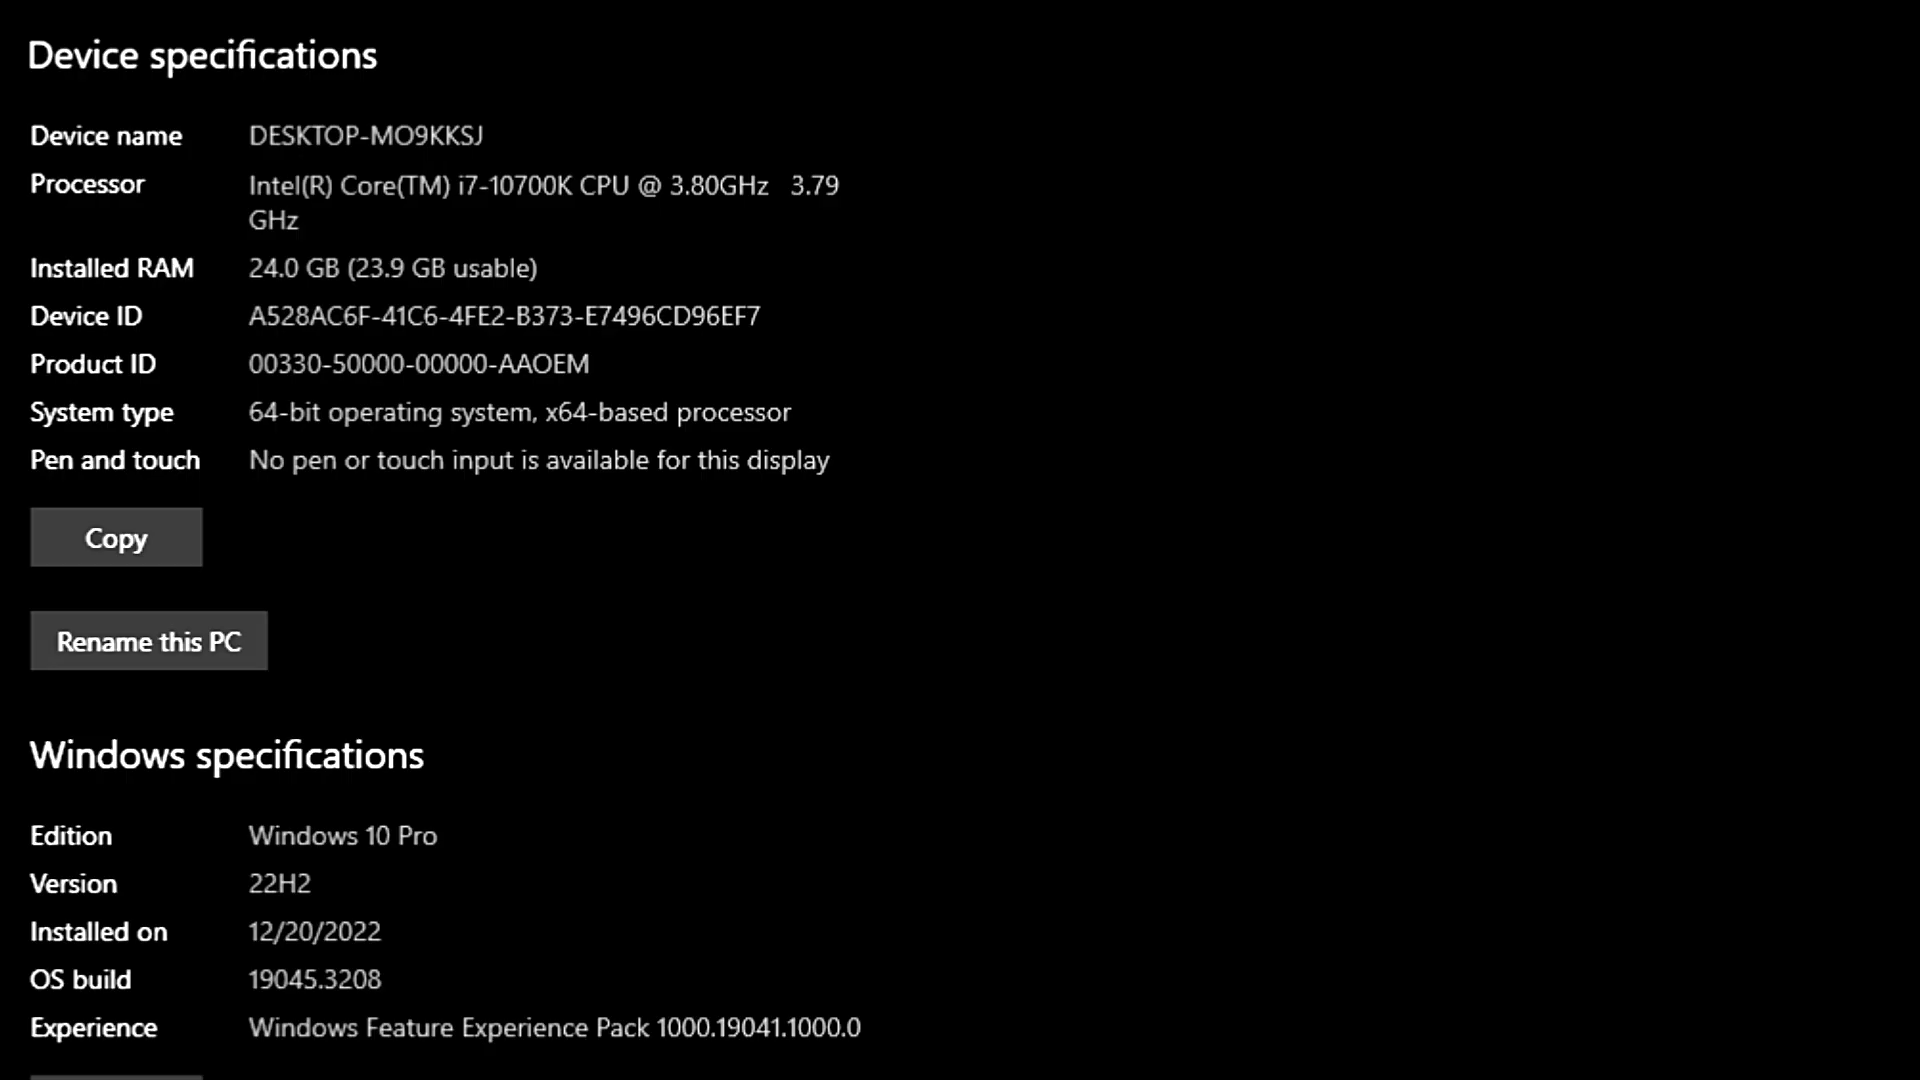 Device specifications
Device name DESKTOP-MO9KKSJ
Processor Intel(R) Core(TM) i7-10700K CPU @ 3.80GHz 3.79
GHz
Installed RAM 24.0 GB (23.9 GB usable)
Device ID A528AC6F-41C6-4FE2-B373-E7496CD96EF7
Product ID 00330-50000-00000-AAOEM
System type 64-bit operating system, x64-based processor
Pen and touch No pen or touch input is available for this display
Copy
Rename this PC
Windows specifications
Edition Windows 10 Pro
Version 22H2
Installed on 12/20/2022
OS build 19045.3208
Experience Windows Feature Experience Pack 1000.19041.1000.0